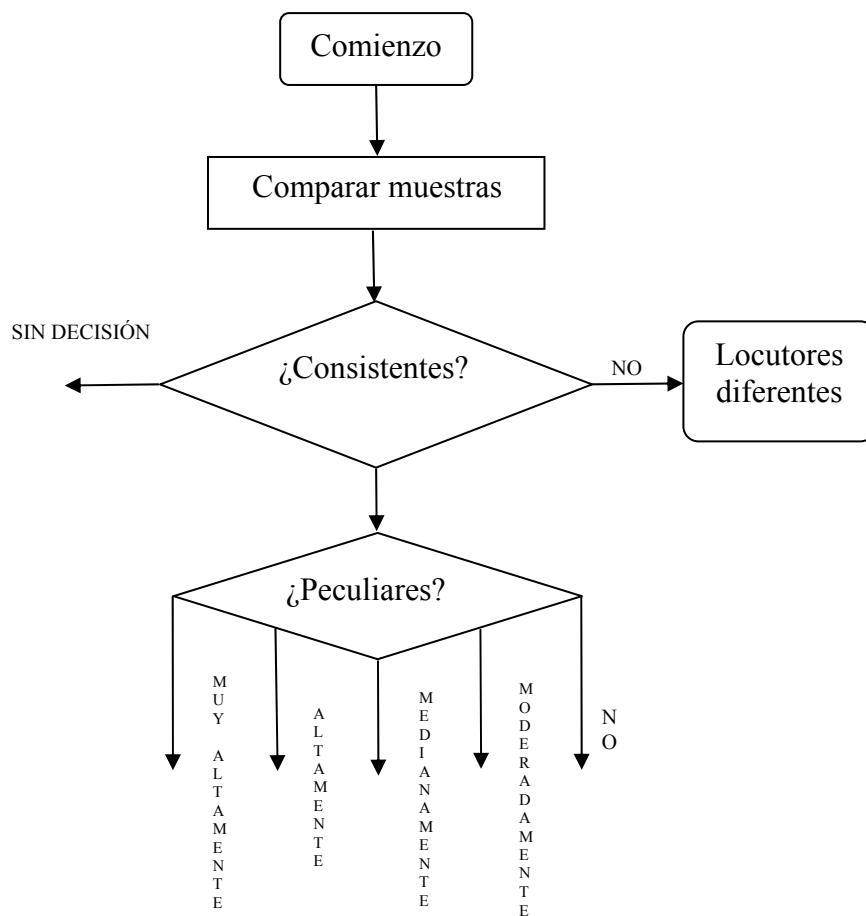 Comienzo
Comparar muestras
SIN DECISIÓN
¿Consistentes?
NO
Locutores
diferentes
¿Peculiares?
MUY ALTAMENTE
ALTAMENTE
MEDIANAMENTE
MODERADAMENTE
NO